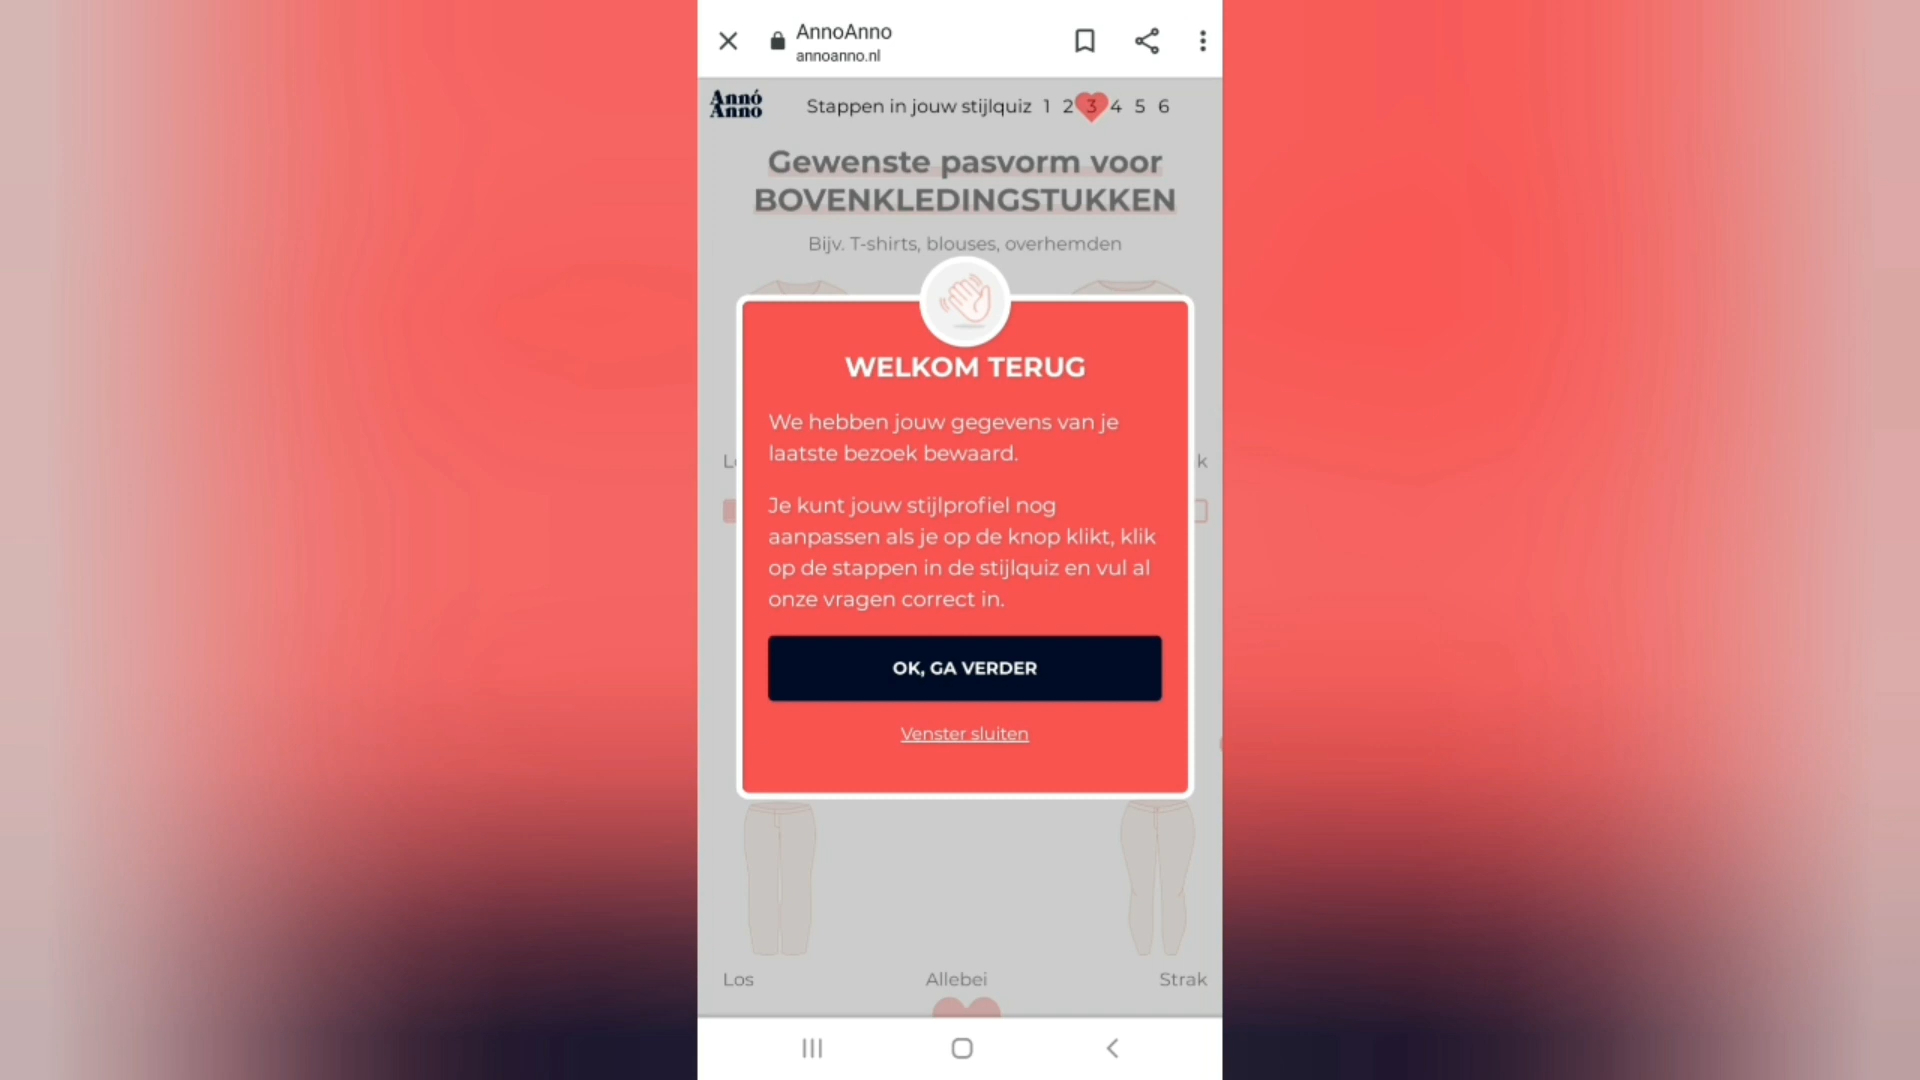 AnnoAnno
annoanno.nl
Annó
Anno
Stappen in jouw stijlquiz 1 2 3 4 5 6
Gewenste pasvorm voor
BOVENKLEDINGSTUKKEN
Bijv. T-shirts, blouses, overhemden
WELKOM TERUG
We hebben jouw gegevens van je
laatste bezoek bewaard.
Je kunt jouw stijlprofiel nog
aanpassen als je op de knop klikt, klik
op de stappen in de stijlquiz en vul al
onze vragen correct in.
OK, GA VERDER
Venster sluiten
Los Allebei Strak